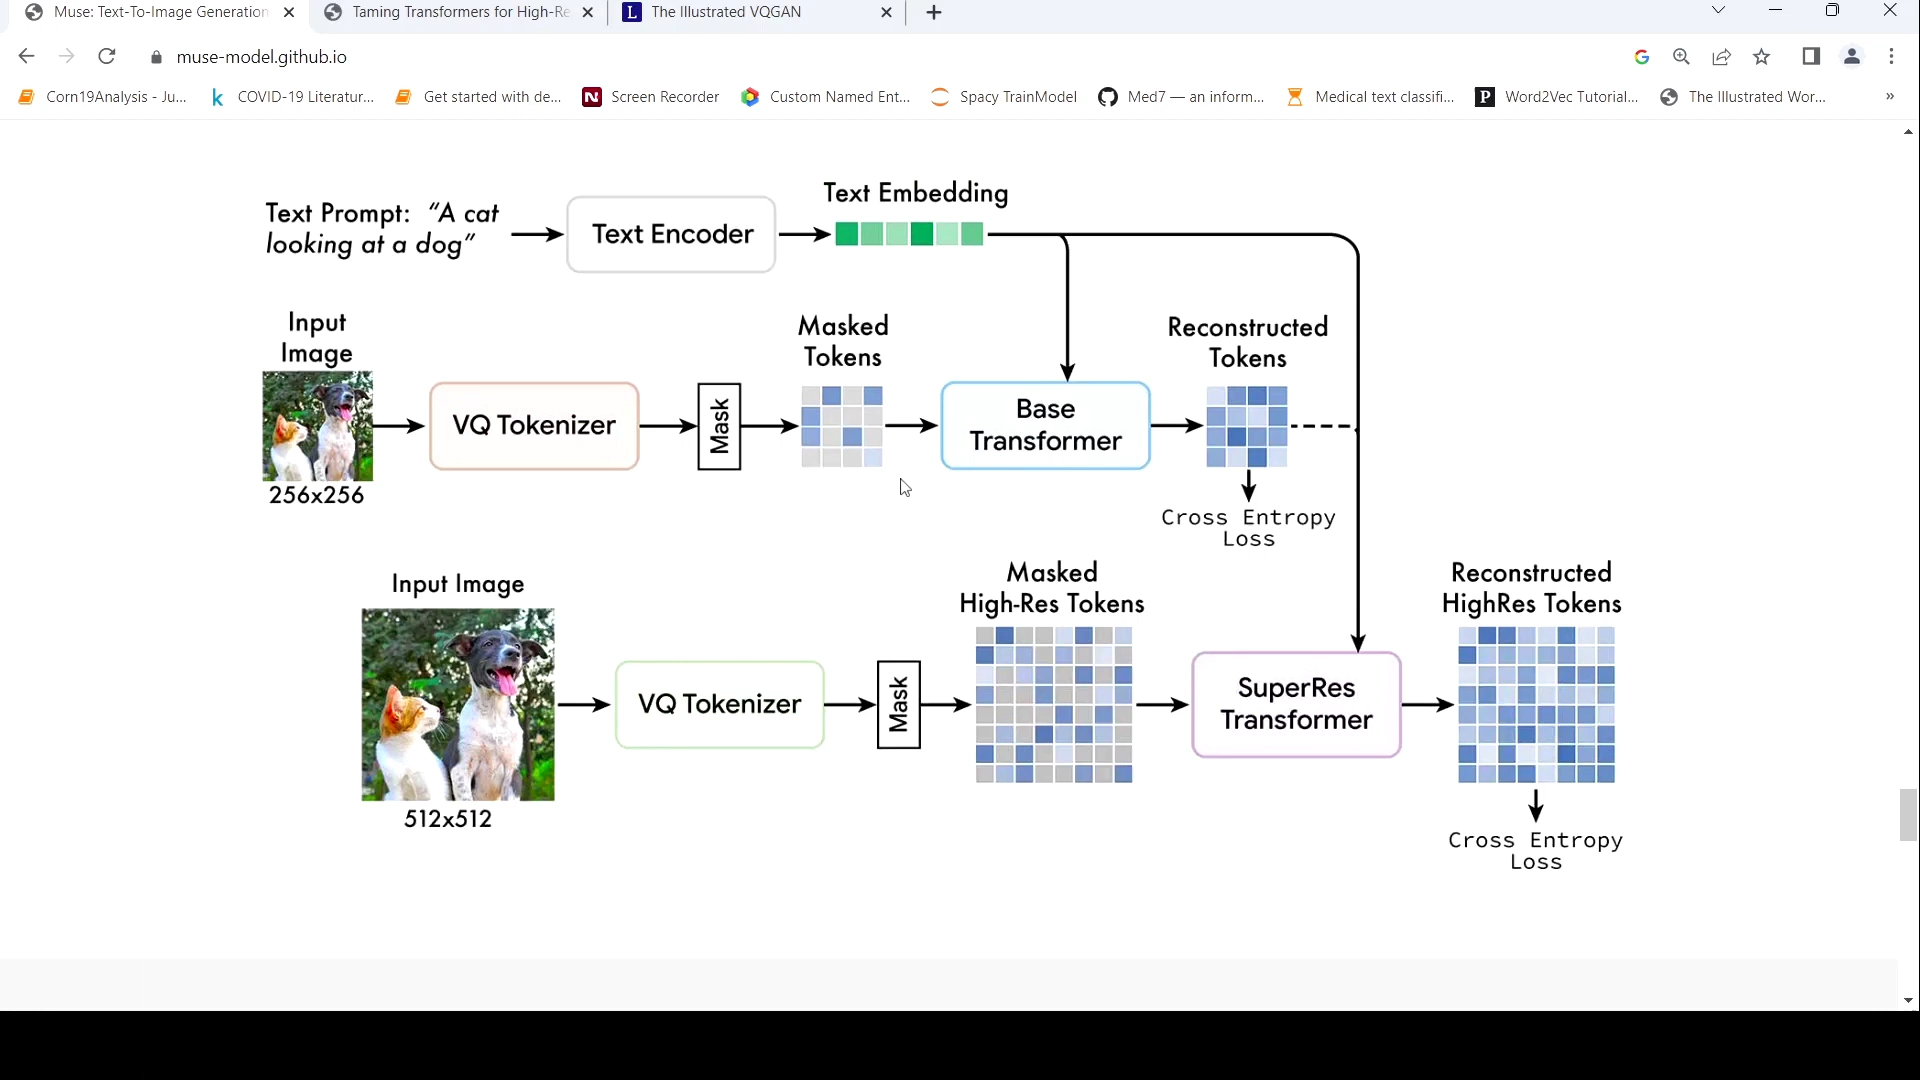 Muse: Text-To-Image Generation
Taming Transformers for High-Re
The Illustrated VQGAN
muse-model.github.io
Corn19Analysis - Ju...
COVID-19 Literatur...
Get started with de...
Screen Recorder
Custom Named Ent...
Spacy TrainModel
Med7 — an inform...
Medical text classifi...
Word2Vec Tutorial...
The Illustrated Wor...
Text Prompt: "A cat
looking at a dog"
Text Encoder
Text Embedding
Input
Image
256x256
VQ Tokenizer
Mask
Masked
Tokens
Base
Transformer
Reconstructed
Tokens
Cross Entropy
Loss
Input Image
512x512
VQ Tokenizer
Mask
Masked
High-Res Tokens
SuperRes
Transformer
Reconstructed
HighRes Tokens
Cross Entropy
Loss